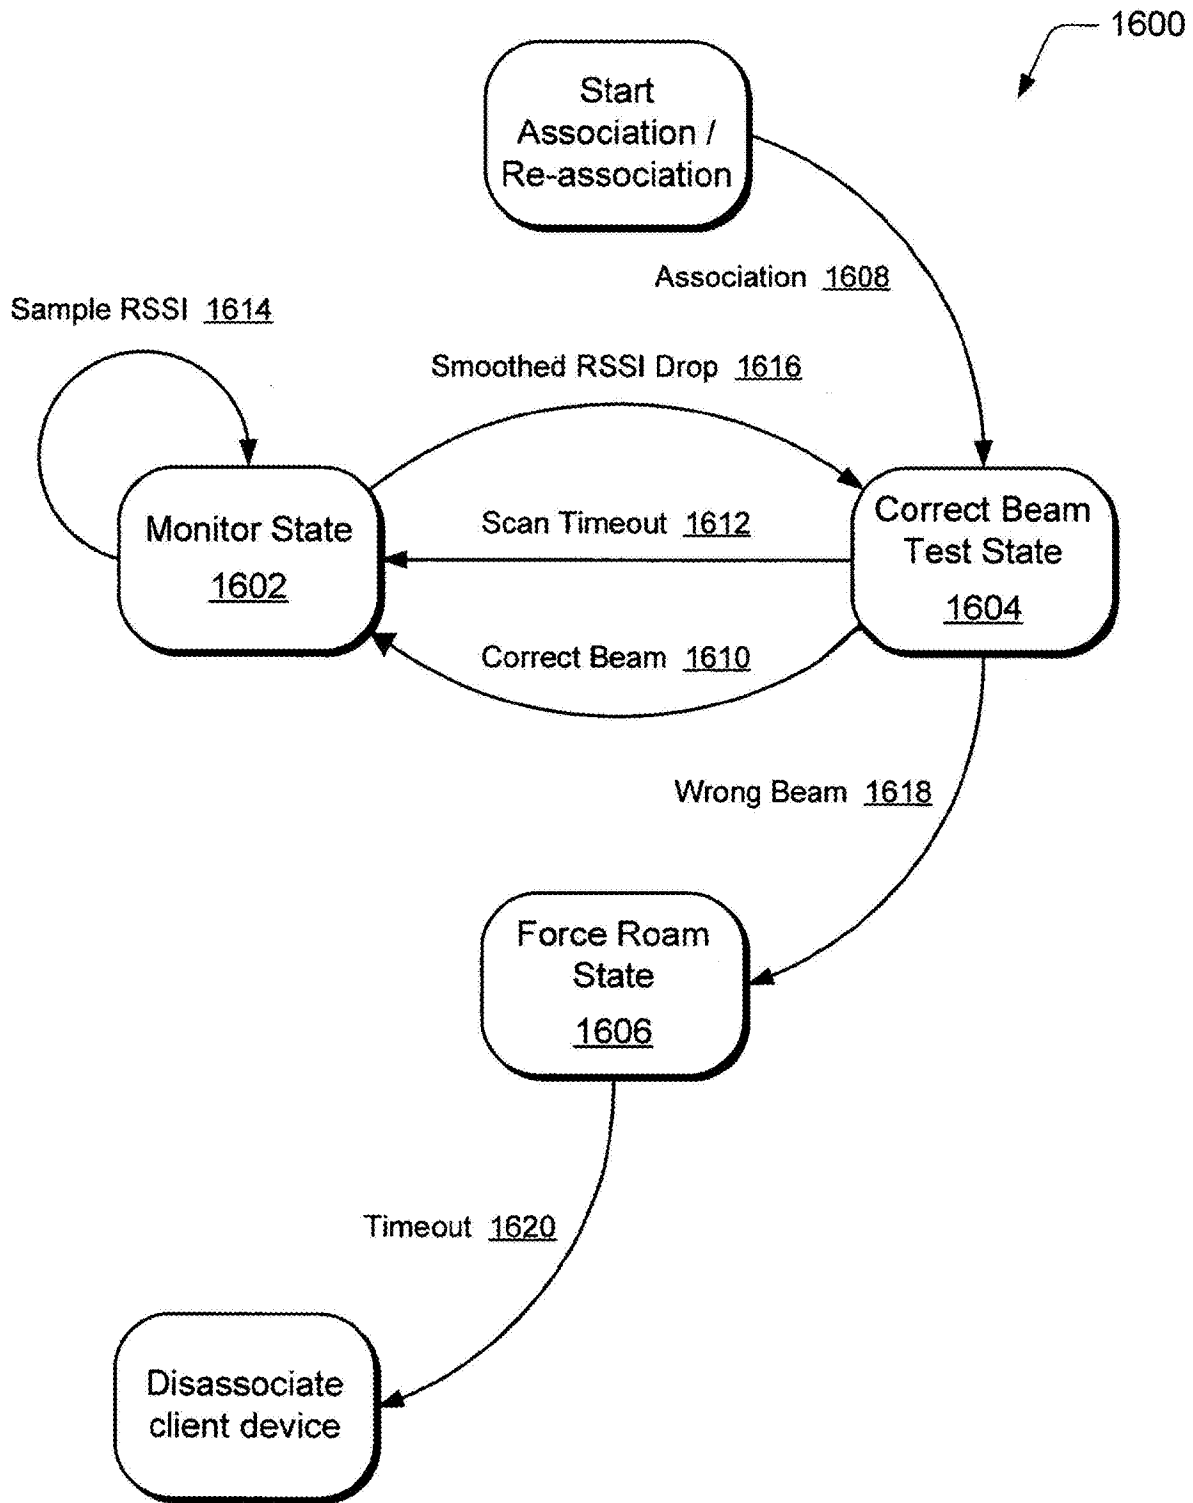 1600
Start
Association /
Re-association
Association 1608
Sample RSSI 1614
Smoothed RSSI Drop 1616
Monitor State
1602
Scan Timeout 1612
Correct Beam
Test State
1604
Correct Beam 1610
Wrong Beam 1618
Force Roam
State
1606
Timeout 1620
Disassociate
client device